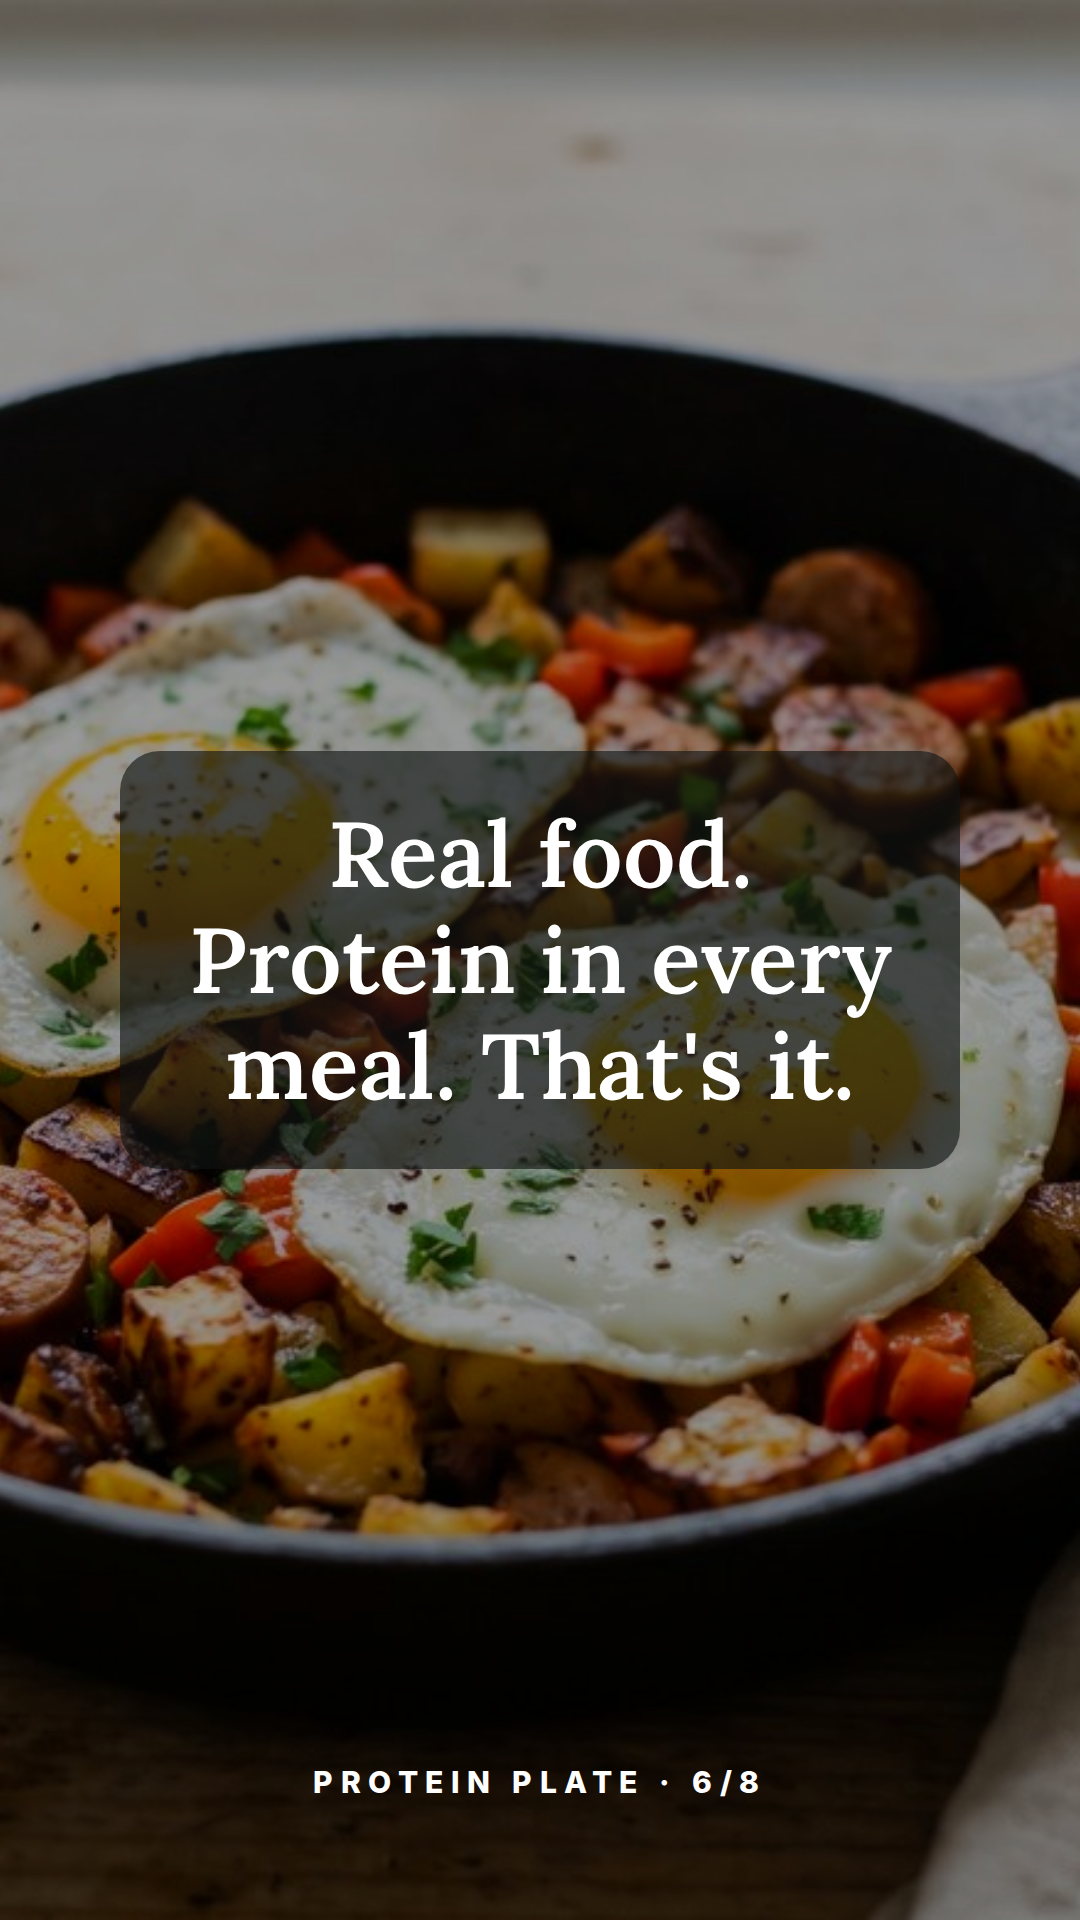 Real food.
Protein in every
meal. That's it.
PROTEIN PLATE · 6/8